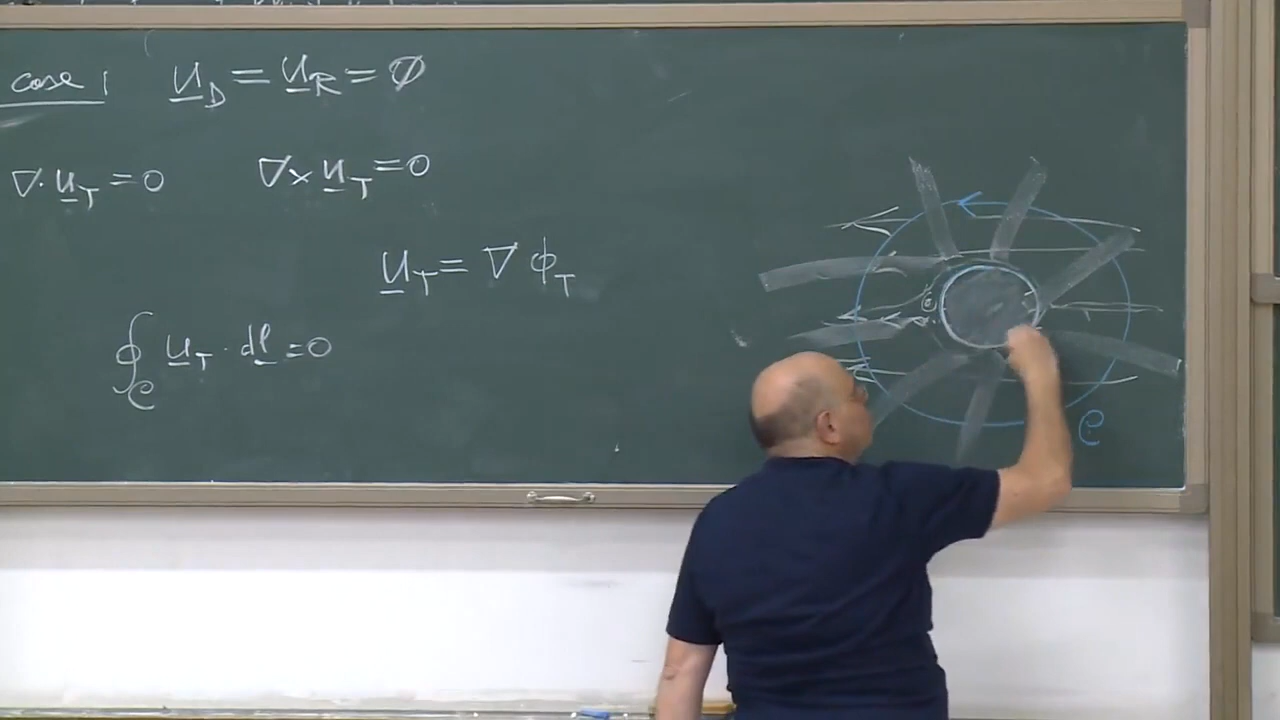 case 1 u_D = u_R = ∅
∇· u_T = 0 ∇× u_T = 0
u_T = ∇ϕ_T
∮_C u_T · dl = 0
C